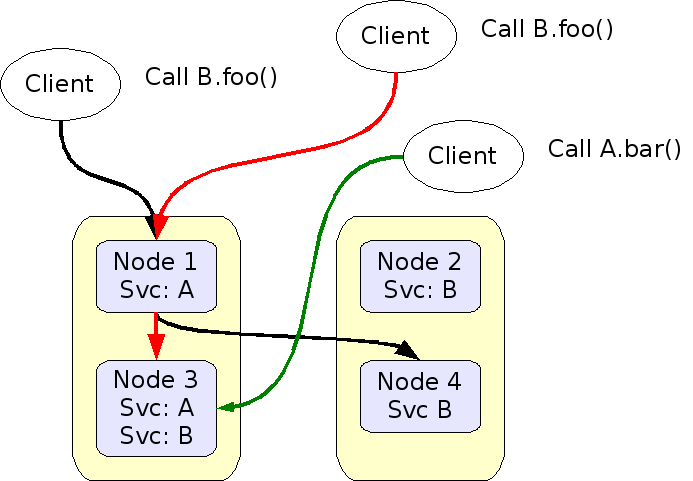 Client
Call B.foo()
Client
Call B.foo()
Client
Call A.bar()
Node 1
Svc: A
Node 2
Svc: B
Node 3
Svc: A
Svc: B
Node 4
Svc B